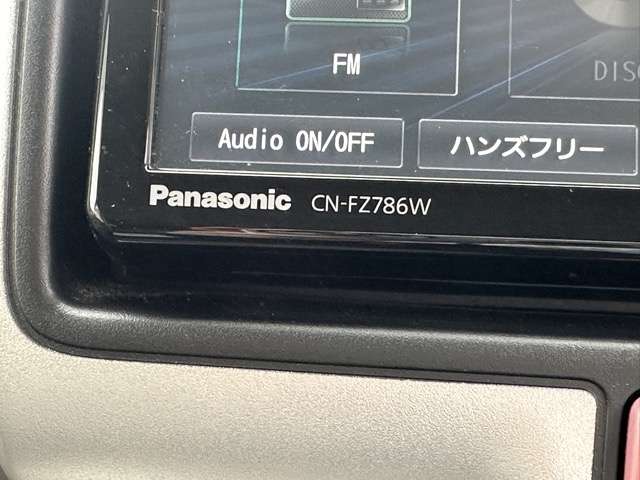 FM
DISC
Audio ON/OFF
ハンズフリー
Panasonic CN-FZ786W